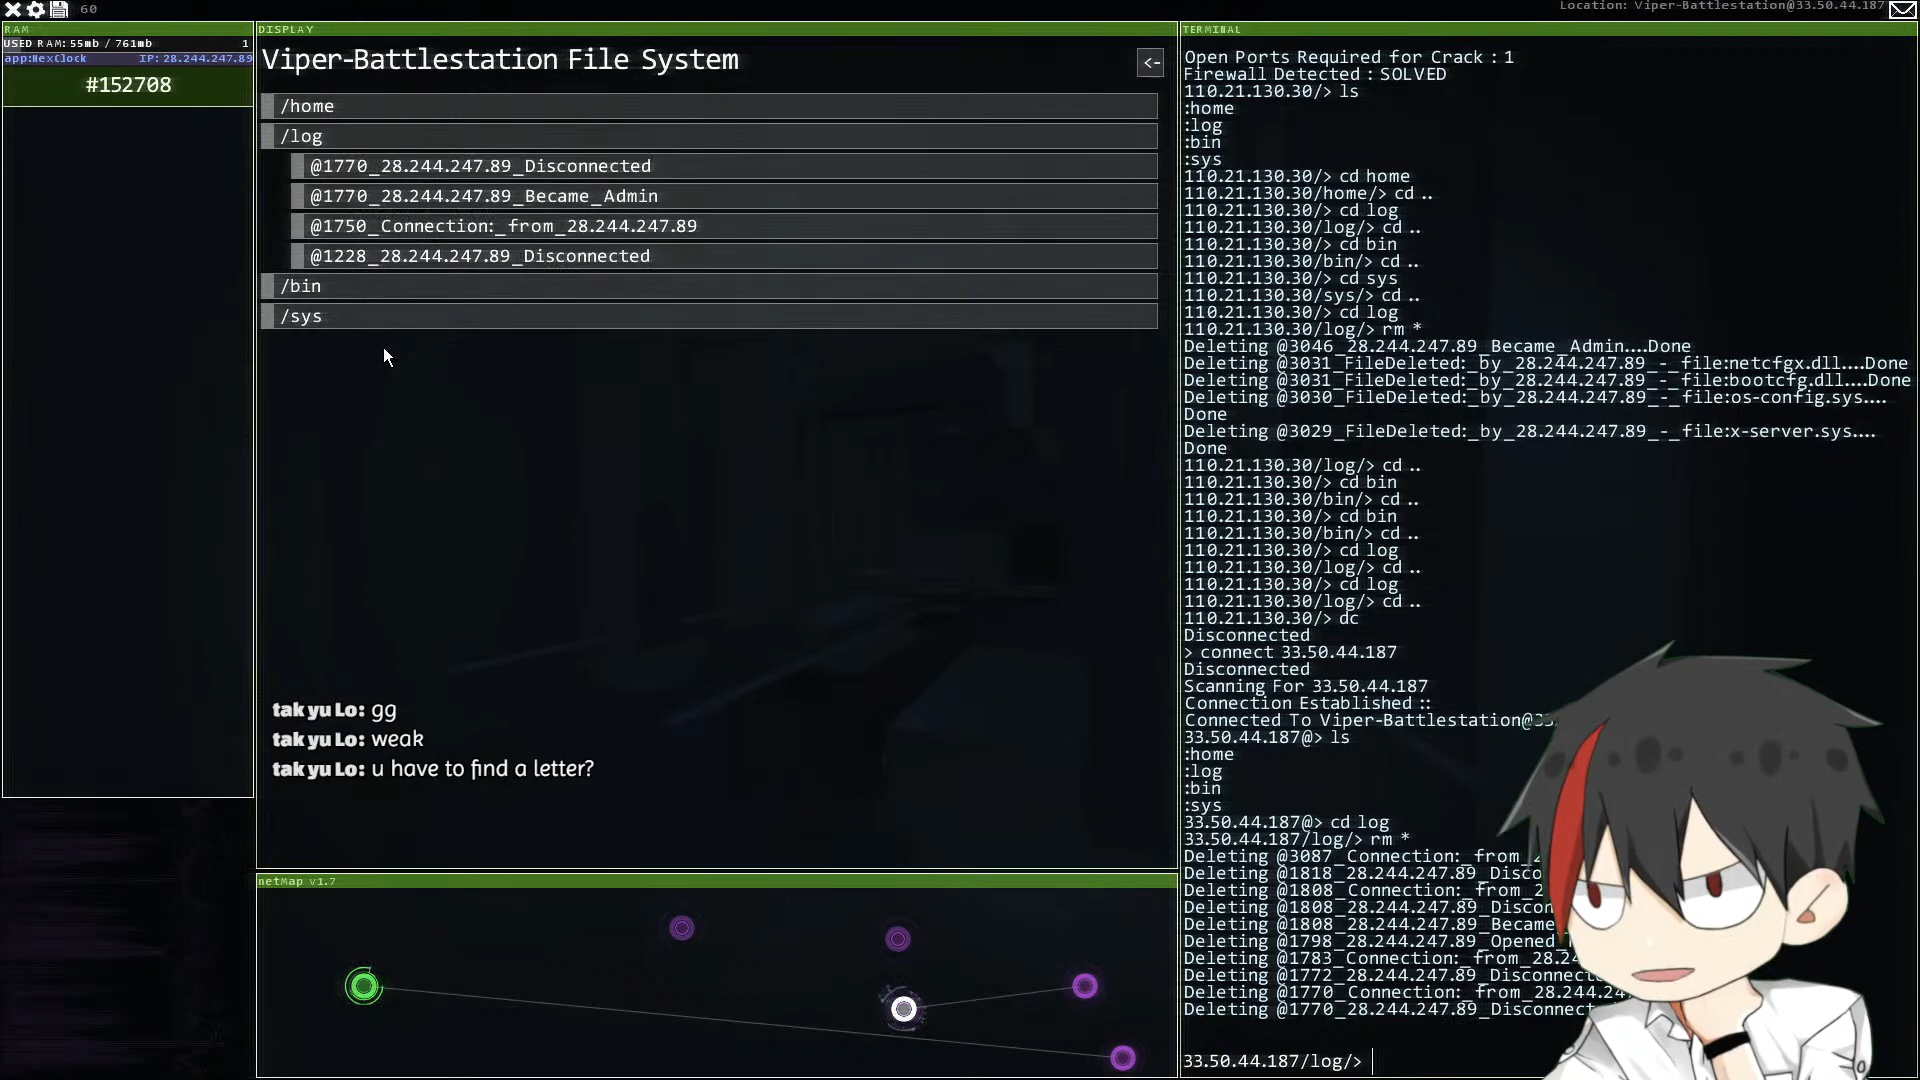 60
Location: Viper-Battlestation@33.50.44.187
RAM
USED RAM: 55mb / 761mb 1
app:HexClock IP: 28.244.247.89
#152708
DISPLAY
Viper-Battlestation File System
<-
/home
/log
@1770_28.244.247.89_Disconnected
@1770_28.244.247.89_Became_Admin
@1750_Connection:_from_28.244.247.89
@1228_28.244.247.89_Disconnected
/bin
/sys
tak yu Lo: gg
tak yu Lo: weak
tak yu Lo: u have to find a letter?
netMap v1.7
TERMINAL
Open Ports Required for Crack : 1
Firewall Detected : SOLVED
110.21.130.30/> ls
:home
:log
:bin
:sys
110.21.130.30/> cd home
110.21.130.30/home/> cd ..
110.21.130.30/> cd log
110.21.130.30/log/> cd ..
110.21.130.30/> cd bin
110.21.130.30/bin/> cd ..
110.21.130.30/> cd sys
110.21.130.30/sys/> cd ..
110.21.130.30/> cd log
110.21.130.30/log/> rm *
Deleting @3046_28.244.247.89_Became_Admin....Done
Deleting @3031_FileDeleted:_by_28.244.247.89_-_file:netcfgx.dll....Done
Deleting @3031_FileDeleted:_by_28.244.247.89_-_file:bootcfg.dll....Done
Deleting @3030_FileDeleted:_by_28.244.247.89_-_file:os-config.sys....
Done
Deleting @3029_FileDeleted:_by_28.244.247.89_-_file:x-server.sys....
Done
110.21.130.30/log/> cd ..
110.21.130.30/> cd bin
110.21.130.30/bin/> cd ..
110.21.130.30/> cd bin
110.21.130.30/bin/> cd ..
110.21.130.30/> cd log
110.21.130.30/log/> cd ..
110.21.130.30/> cd log
110.21.130.30/log/> cd ..
110.21.130.30/> dc
Disconnected
> connect 33.50.44.187
Disconnected
Scanning For 33.50.44.187
Connection Established ::
Connected To Viper-Battlestation@33
33.50.44.187@> ls
:home
:log
:bin
:sys
33.50.44.187@> cd log
33.50.44.187/log/> rm *
Deleting @3087_Connection:_from_2
Deleting @1818_28.244.247.89_Disco
Deleting @1808_Connection:_from_2
Deleting @1808_28.244.247.89_Discon
Deleting @1808_28.244.247.89_Became
Deleting @1798_28.244.247.89_Opened_
Deleting @1783_Connection:_from_28.24
Deleting @1772_28.244.247.89_Disconnect
Deleting @1770_Connection:_from_28.244.24
Deleting @1770_28.244.247.89_Disconnect
33.50.44.187/log/>